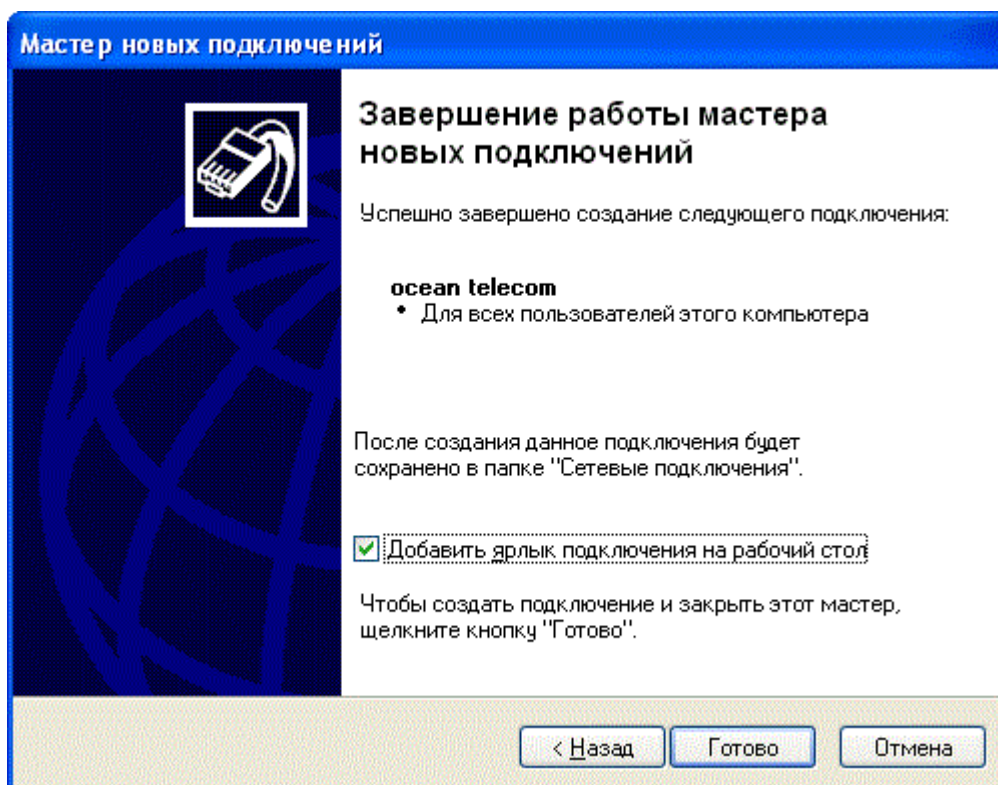 Мастер новых подключений
Завершение работы мастера
новых подключений
Успешно завершено создание следующего подключения:
ocean telecom
• Для всех пользователей этого компьютера
После создания данное подключение будет
сохранено в папке "Сетевые подключения".
Добавить ярлык подключения на рабочий стол
Чтобы создать подключение и закрыть этот мастер,
щелкните кнопку "Готово".
< Назад Готово Отмена